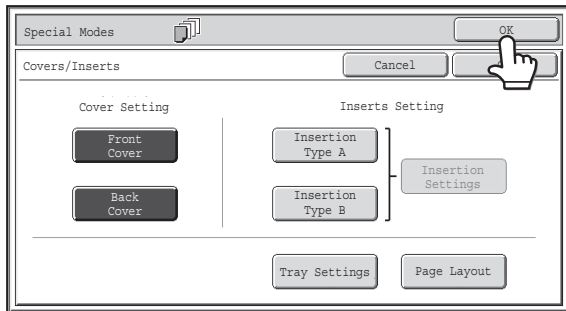 Special Modes
OK
Covers/Inserts
Cancel
Cover Setting
Inserts Setting
Front
Cover
Insertion
Type A
Insertion
Settings
Back
Cover
Insertion
Type B
Tray Settings
Page Layout